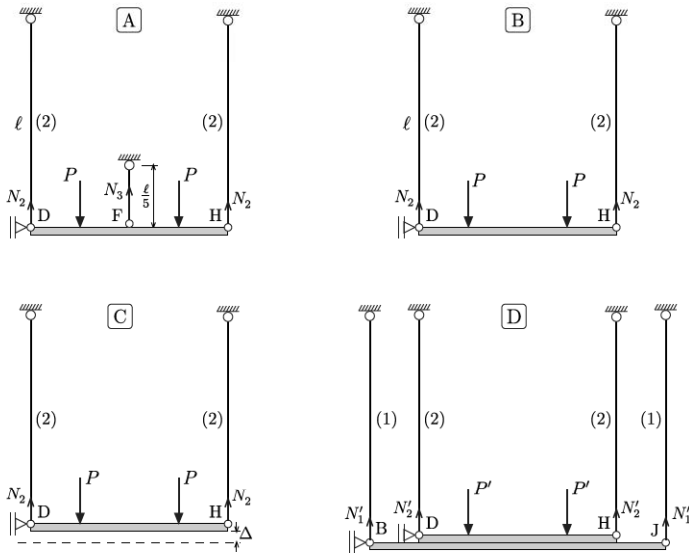 A
ℓ
(2)
(2)
P
P
N₃
ℓ/5
N₂
D
F
H
N₂
B
ℓ
(2)
(2)
P
P
N₂
D
H
N₂
C
(2)
(2)
P
P
N₂
D
H
N₂
Δ
D
(1)
(2)
(2)
(1)
P′
P′
N′₁
B
N′₂
D
H
N′₂
J
N′₁